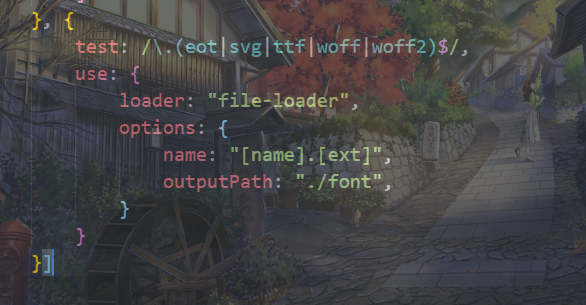 }, {
test: /\.(eot|svg|ttf|woff|woff2)$/,
use: {
loader: "file-loader",
options: {
name: "[name].[ext]",
outputPath: "./font",
}
}
}]